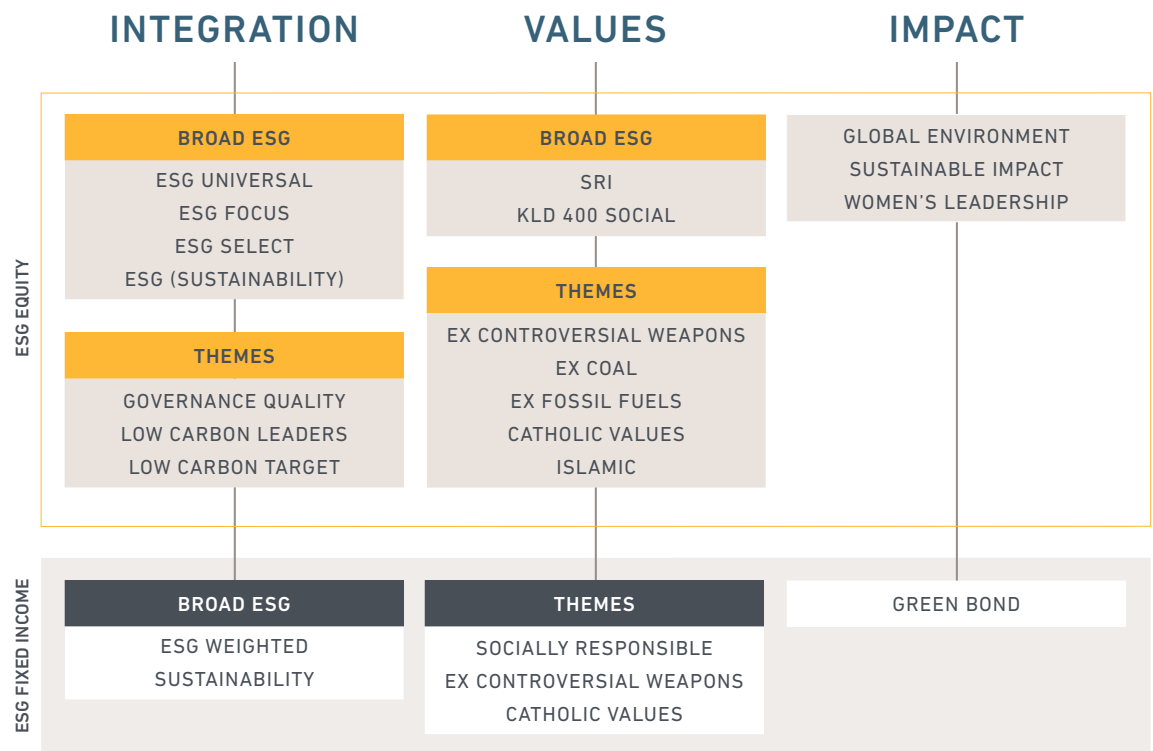 INTEGRATION
VALUES
IMPACT
ESG EQUITY
BROAD ESG
ESG UNIVERSAL
ESG FOCUS
ESG SELECT
ESG (SUSTAINABILITY)
THEMES
GOVERNANCE QUALITY
LOW CARBON LEADERS
LOW CARBON TARGET
BROAD ESG
SRI
KLD 400 SOCIAL
THEMES
EX CONTROVERSIAL WEAPONS
EX COAL
EX FOSSIL FUELS
CATHOLIC VALUES
ISLAMIC
GLOBAL ENVIRONMENT
SUSTAINABLE IMPACT
WOMEN’S LEADERSHIP
ESG FIXED INCOME
BROAD ESG
ESG WEIGHTED
SUSTAINABILITY
THEMES
SOCIALLY RESPONSIBLE
EX CONTROVERSIAL WEAPONS
CATHOLIC VALUES
GREEN BOND